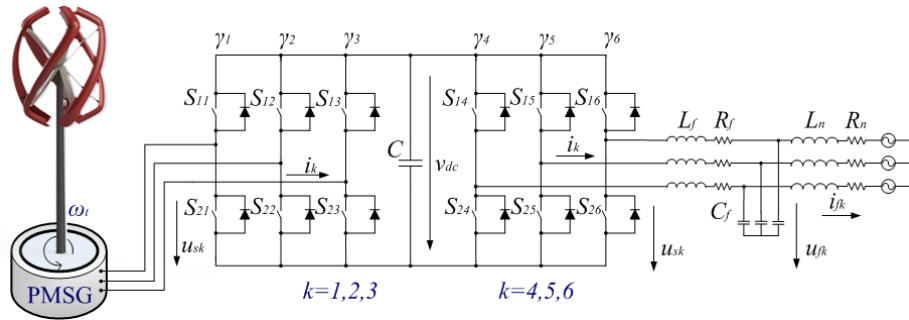 γ1 γ2 γ3 γ4 γ5 γ6
S11 S12 S13 S14 S15 S16
Lf Rf Ln Rn
C vdc
ik ik
ωt
S21 S22 S23 S24 S25 S26
Cf ifk
usk usk ufk
PMSG
k=1,2,3 k=4,5,6